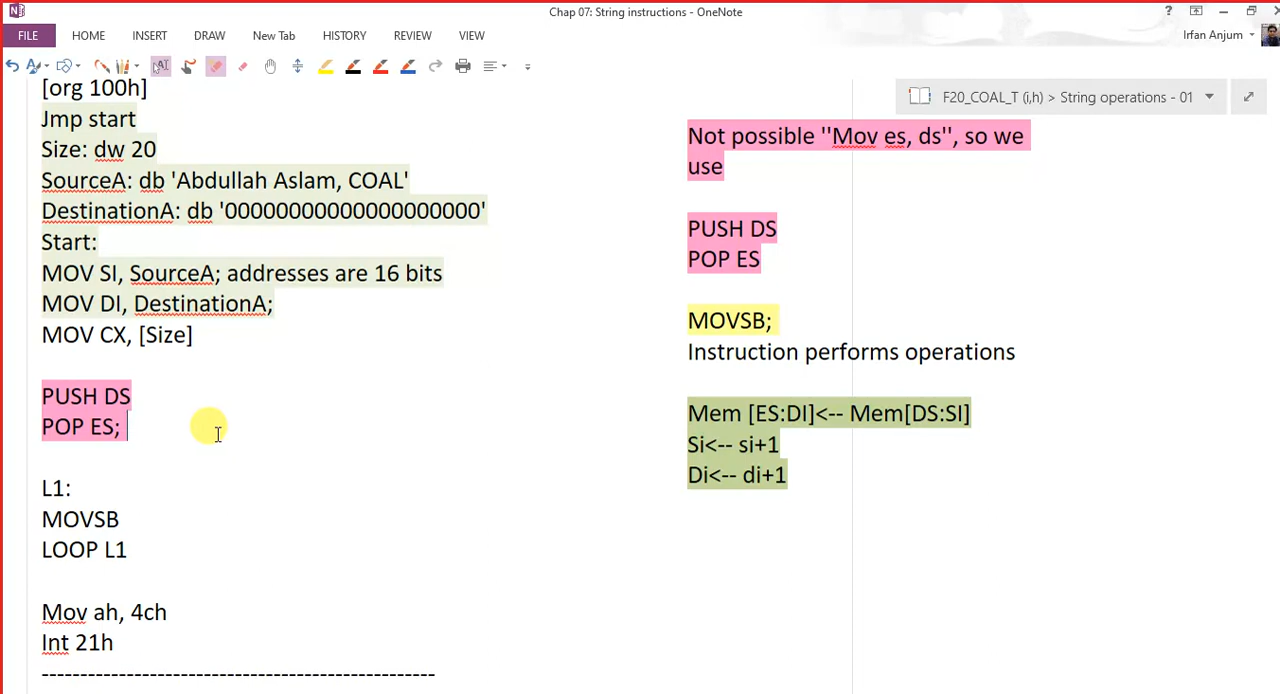 Chap 07: String instructions - OneNote
FILE HOME INSERT DRAW New Tab HISTORY REVIEW VIEW
Irfan Anjum
F20_COAL_T (i,h) > String operations - 01
[org 100h]
Jmp start
Size: dw 20
SourceA: db 'Abdullah Aslam, COAL'
DestinationA: db '00000000000000000000'
Start:
MOV SI, SourceA; addresses are 16 bits
MOV DI, DestinationA;
MOV CX, [Size]
PUSH DS
POP ES;
L1:
MOVSB
LOOP L1
Mov ah, 4ch
Int 21h
---------------------------------------------------
Not possible ''Mov es, ds'', so we
use
PUSH DS
POP ES
MOVSB;
Instruction performs operations
Mem [ES:DI]<-- Mem[DS:SI]
Si<-- si+1
Di<-- di+1